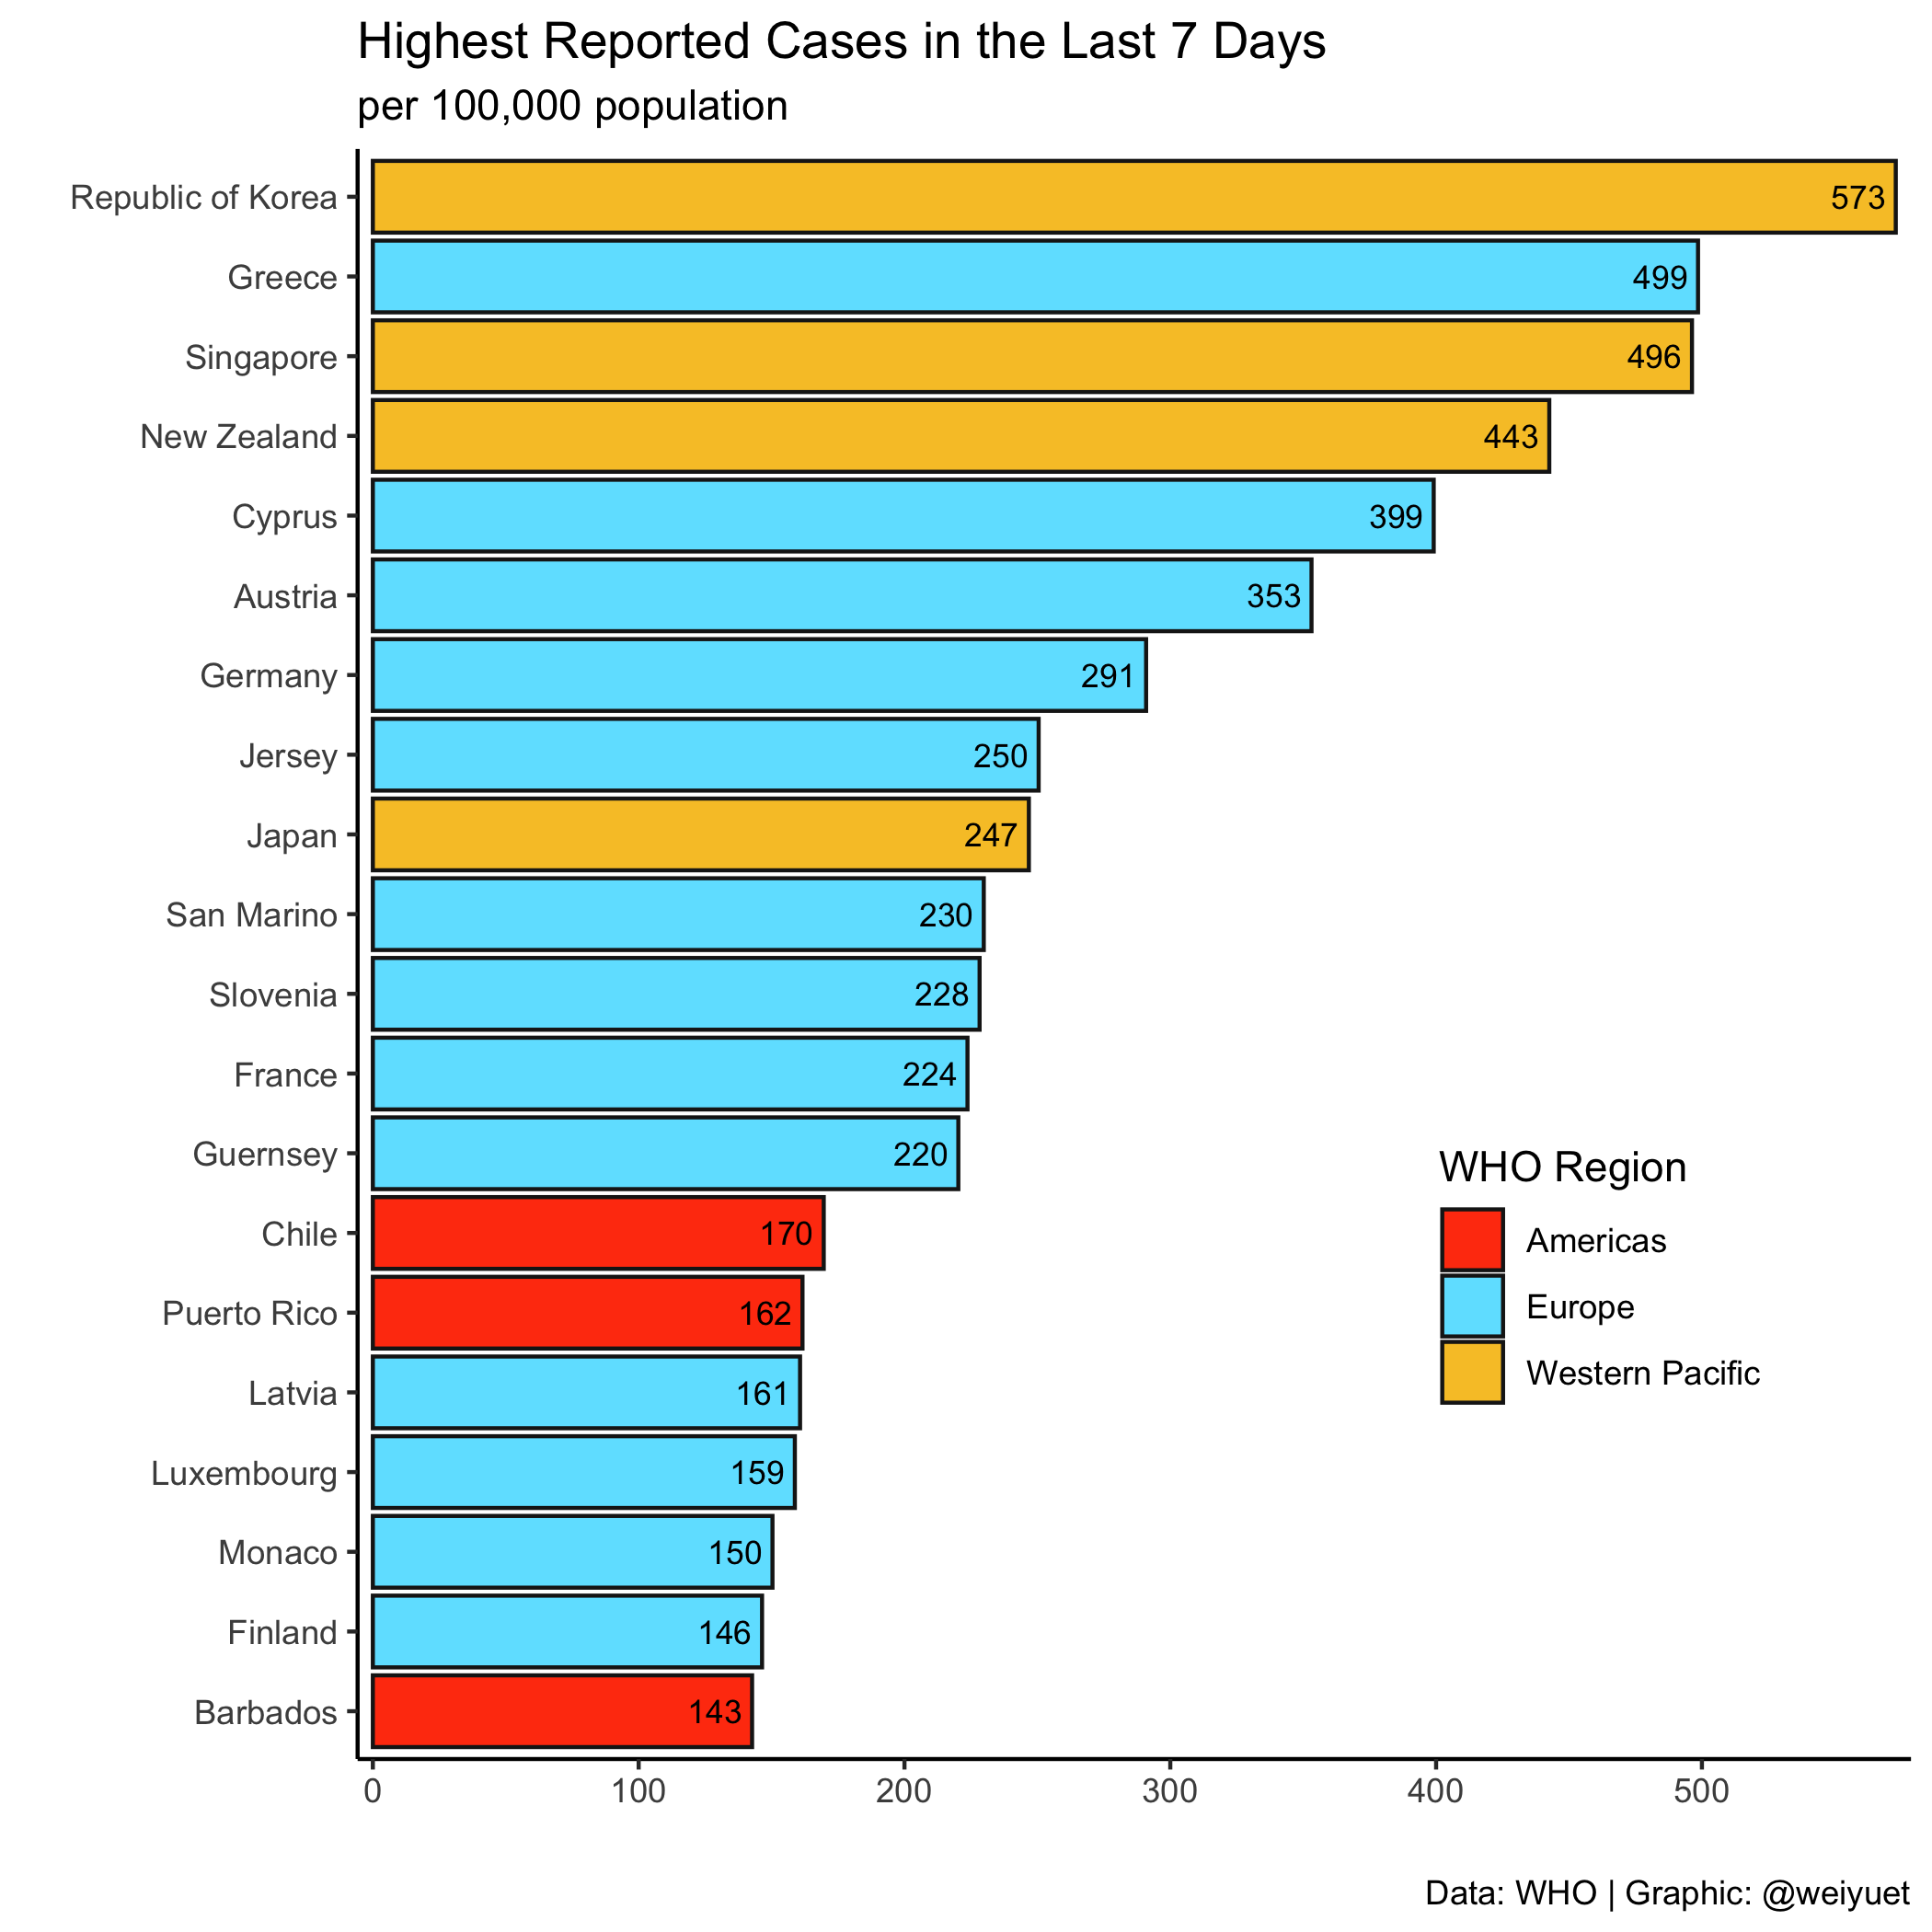 Highest Reported Cases in the Last 7 Days
per 100,000 population
Republic of Korea 573
Greece 499
Singapore 496
New Zealand 443
Cyprus 399
Austria 353
Germany 291
Jersey 250
Japan 247
San Marino 230
Slovenia 228
France 224
Guernsey 220
Chile 170
Puerto Rico 162
Latvia 161
Luxembourg 159
Monaco 150
Finland 146
Barbados 143
0 100 200 300 400 500
WHO Region
Americas
Europe
Western Pacific
Data: WHO | Graphic: @weiyuet